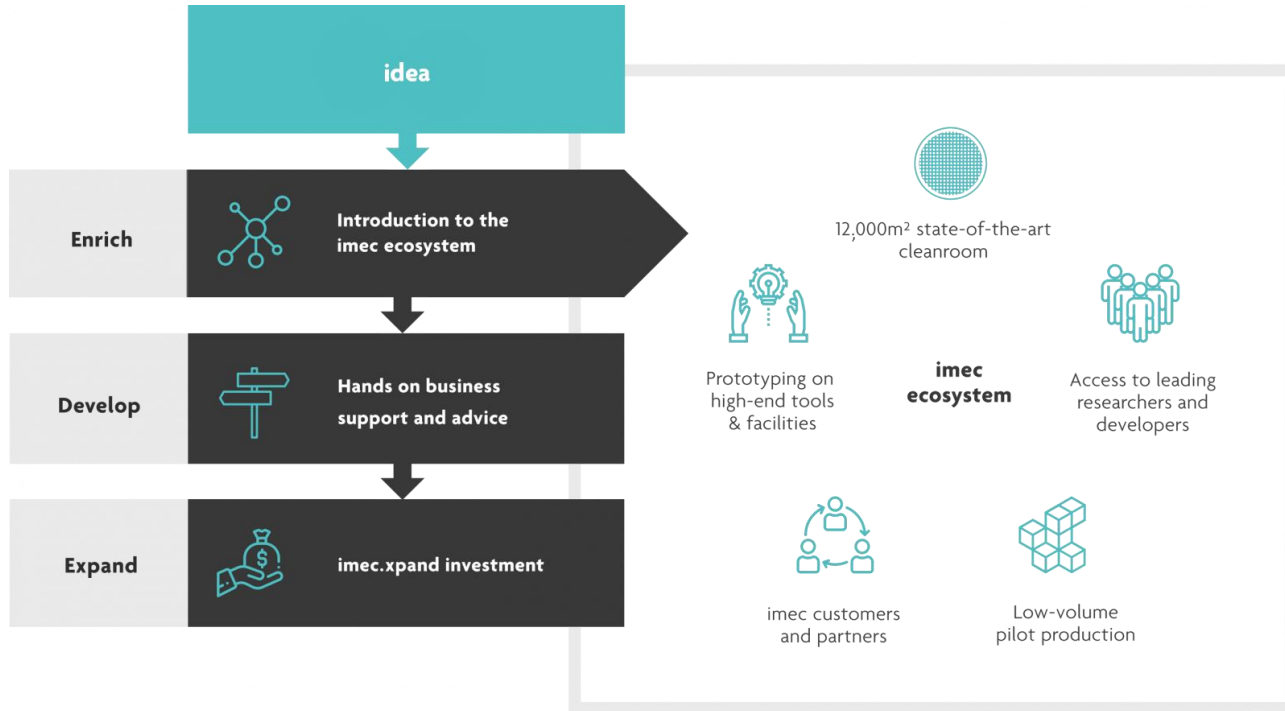 idea
Enrich
Introduction to the
imec ecosystem
Develop
Hands on business
support and advice
Expand
$
imec.xpand investment
12,000m² state-of-the-art
cleanroom
Prototyping on
high-end tools
& facilities
imec
ecosystem
Access to leading
researchers and
developers
imec customers
and partners
Low-volume
pilot production